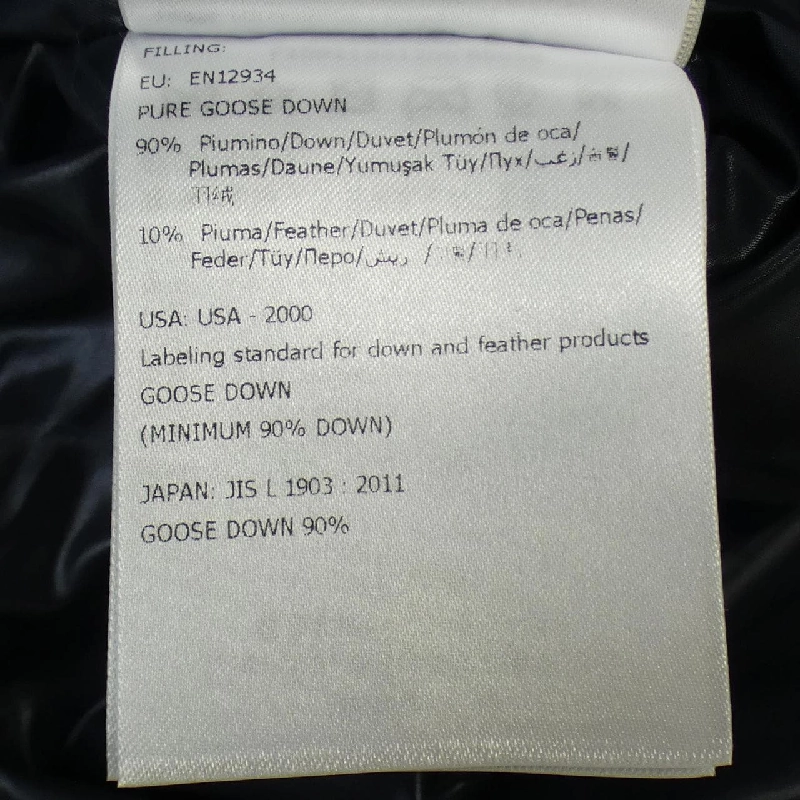 FILLING:
EU: EN12934
PURE GOOSE DOWN
90% Piumino/Down/Duvet/Plumón de oca/
Plumas/Daune/Yumuşak Tüy/Пух/زغب/
10% Piuma/Feather/Duvet/Pluma de oca/Penas/
Feder/Tüy/Перо/ريش /
USA: USA - 2000
Labeling standard for down and feather products
GOOSE DOWN
(MINIMUM 90% DOWN)
JAPAN: JIS L 1903 : 2011
GOOSE DOWN 90%